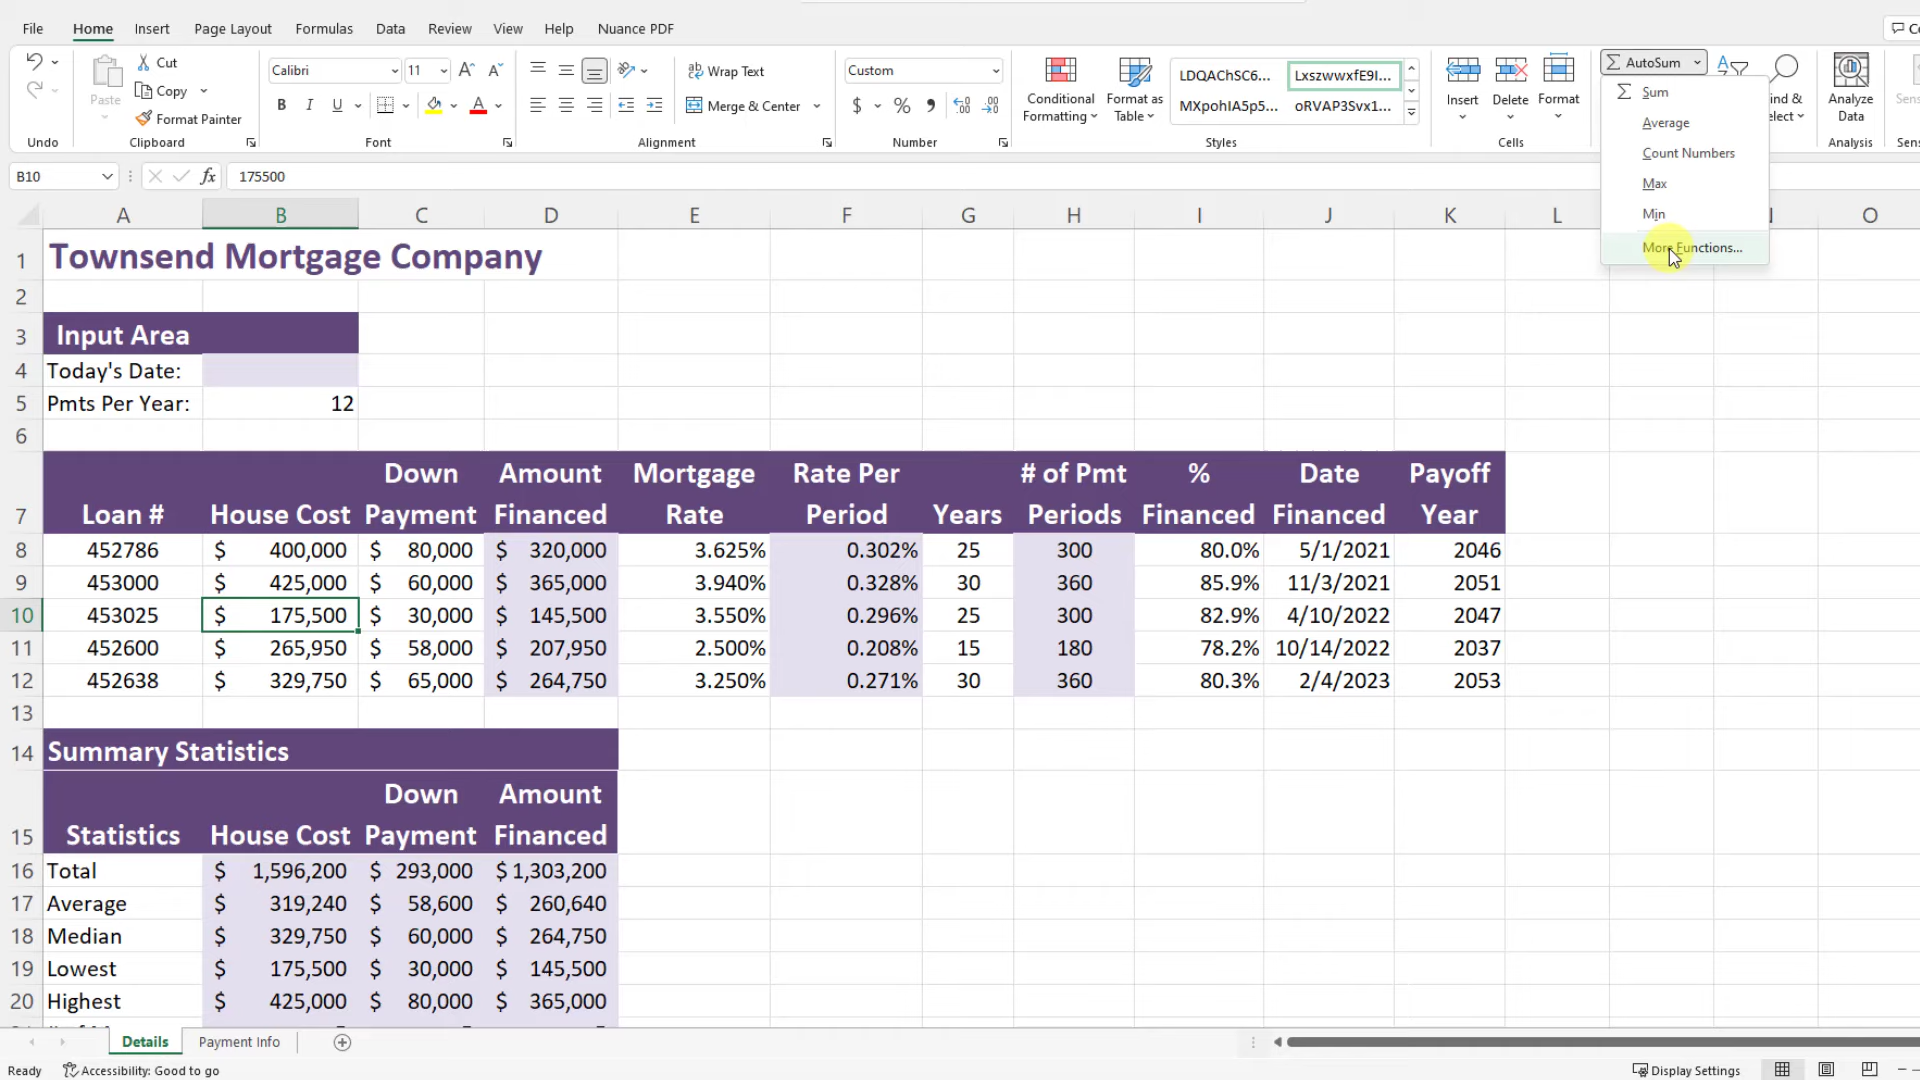 File Home Insert Page Layout Formulas Data Review View Help Nuance PDF
Cut
Copy
Format Painter
Paste
Calibri 11
B I U
Wrap Text
Merge & Center
Custom
$ %
Conditional Formatting
Format as Table
LDQAChSC6... LxszwwxfE9I...
MXpohIA5p5... oRVAP3Svx1...
Insert Delete Format
AutoSum
Sum
Average
Count Numbers
Max
Min
More Functions...
Analyze Data
Undo Clipboard Font Alignment Number Styles Cells Analysis
B10 fx 175500
A B C D E F G H I J K L O
1 Townsend Mortgage Company
2
3 Input Area
4 Today's Date:
5 Pmts Per Year: 12
6
Down Amount Mortgage Rate Per # of Pmt % Date Payoff
7 Loan # House Cost Payment Financed Rate Period Years Periods Financed Financed Year
8 452786 $ 400,000 $ 80,000 $ 320,000 3.625% 0.302% 25 300 80.0% 5/1/2021 2046
9 453000 $ 425,000 $ 60,000 $ 365,000 3.940% 0.328% 30 360 85.9% 11/3/2021 2051
10 453025 $ 175,500 $ 30,000 $ 145,500 3.550% 0.296% 25 300 82.9% 4/10/2022 2047
11 452600 $ 265,950 $ 58,000 $ 207,950 2.500% 0.208% 15 180 78.2% 10/14/2022 2037
12 452638 $ 329,750 $ 65,000 $ 264,750 3.250% 0.271% 30 360 80.3% 2/4/2023 2053
13
14 Summary Statistics
Down Amount
15 Statistics House Cost Payment Financed
16 Total $ 1,596,200 $ 293,000 $ 1,303,200
17 Average $ 319,240 $ 58,600 $ 260,640
18 Median $ 329,750 $ 60,000 $ 264,750
19 Lowest $ 175,500 $ 30,000 $ 145,500
20 Highest $ 425,000 $ 80,000 $ 365,000
Details Payment Info
Ready Accessibility: Good to go Display Settings